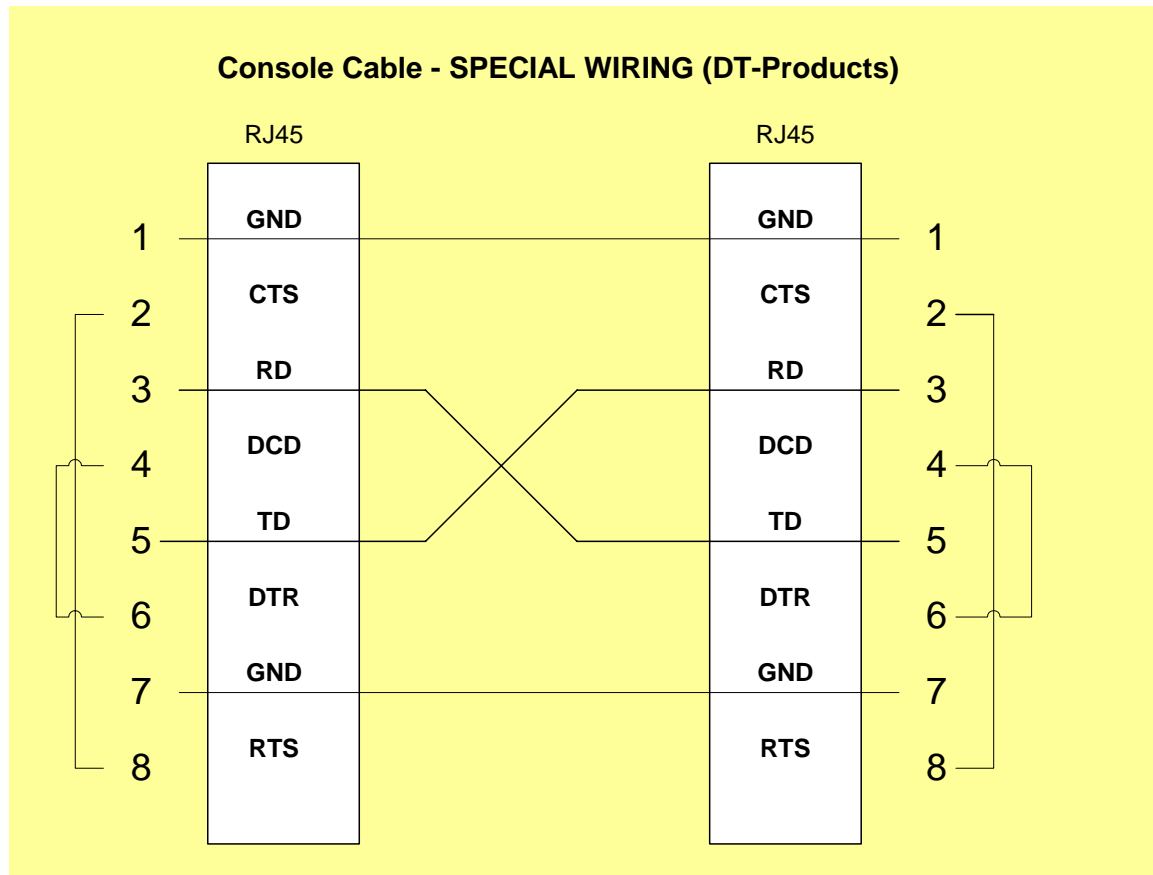 Console Cable - SPECIAL WIRING (DT-Products)
RJ45 RJ45
1 GND GND 1
2 CTS CTS 2
3 RD RD 3
4 DCD DCD 4
5 TD TD 5
6 DTR DTR 6
7 GND GND 7
8 RTS RTS 8